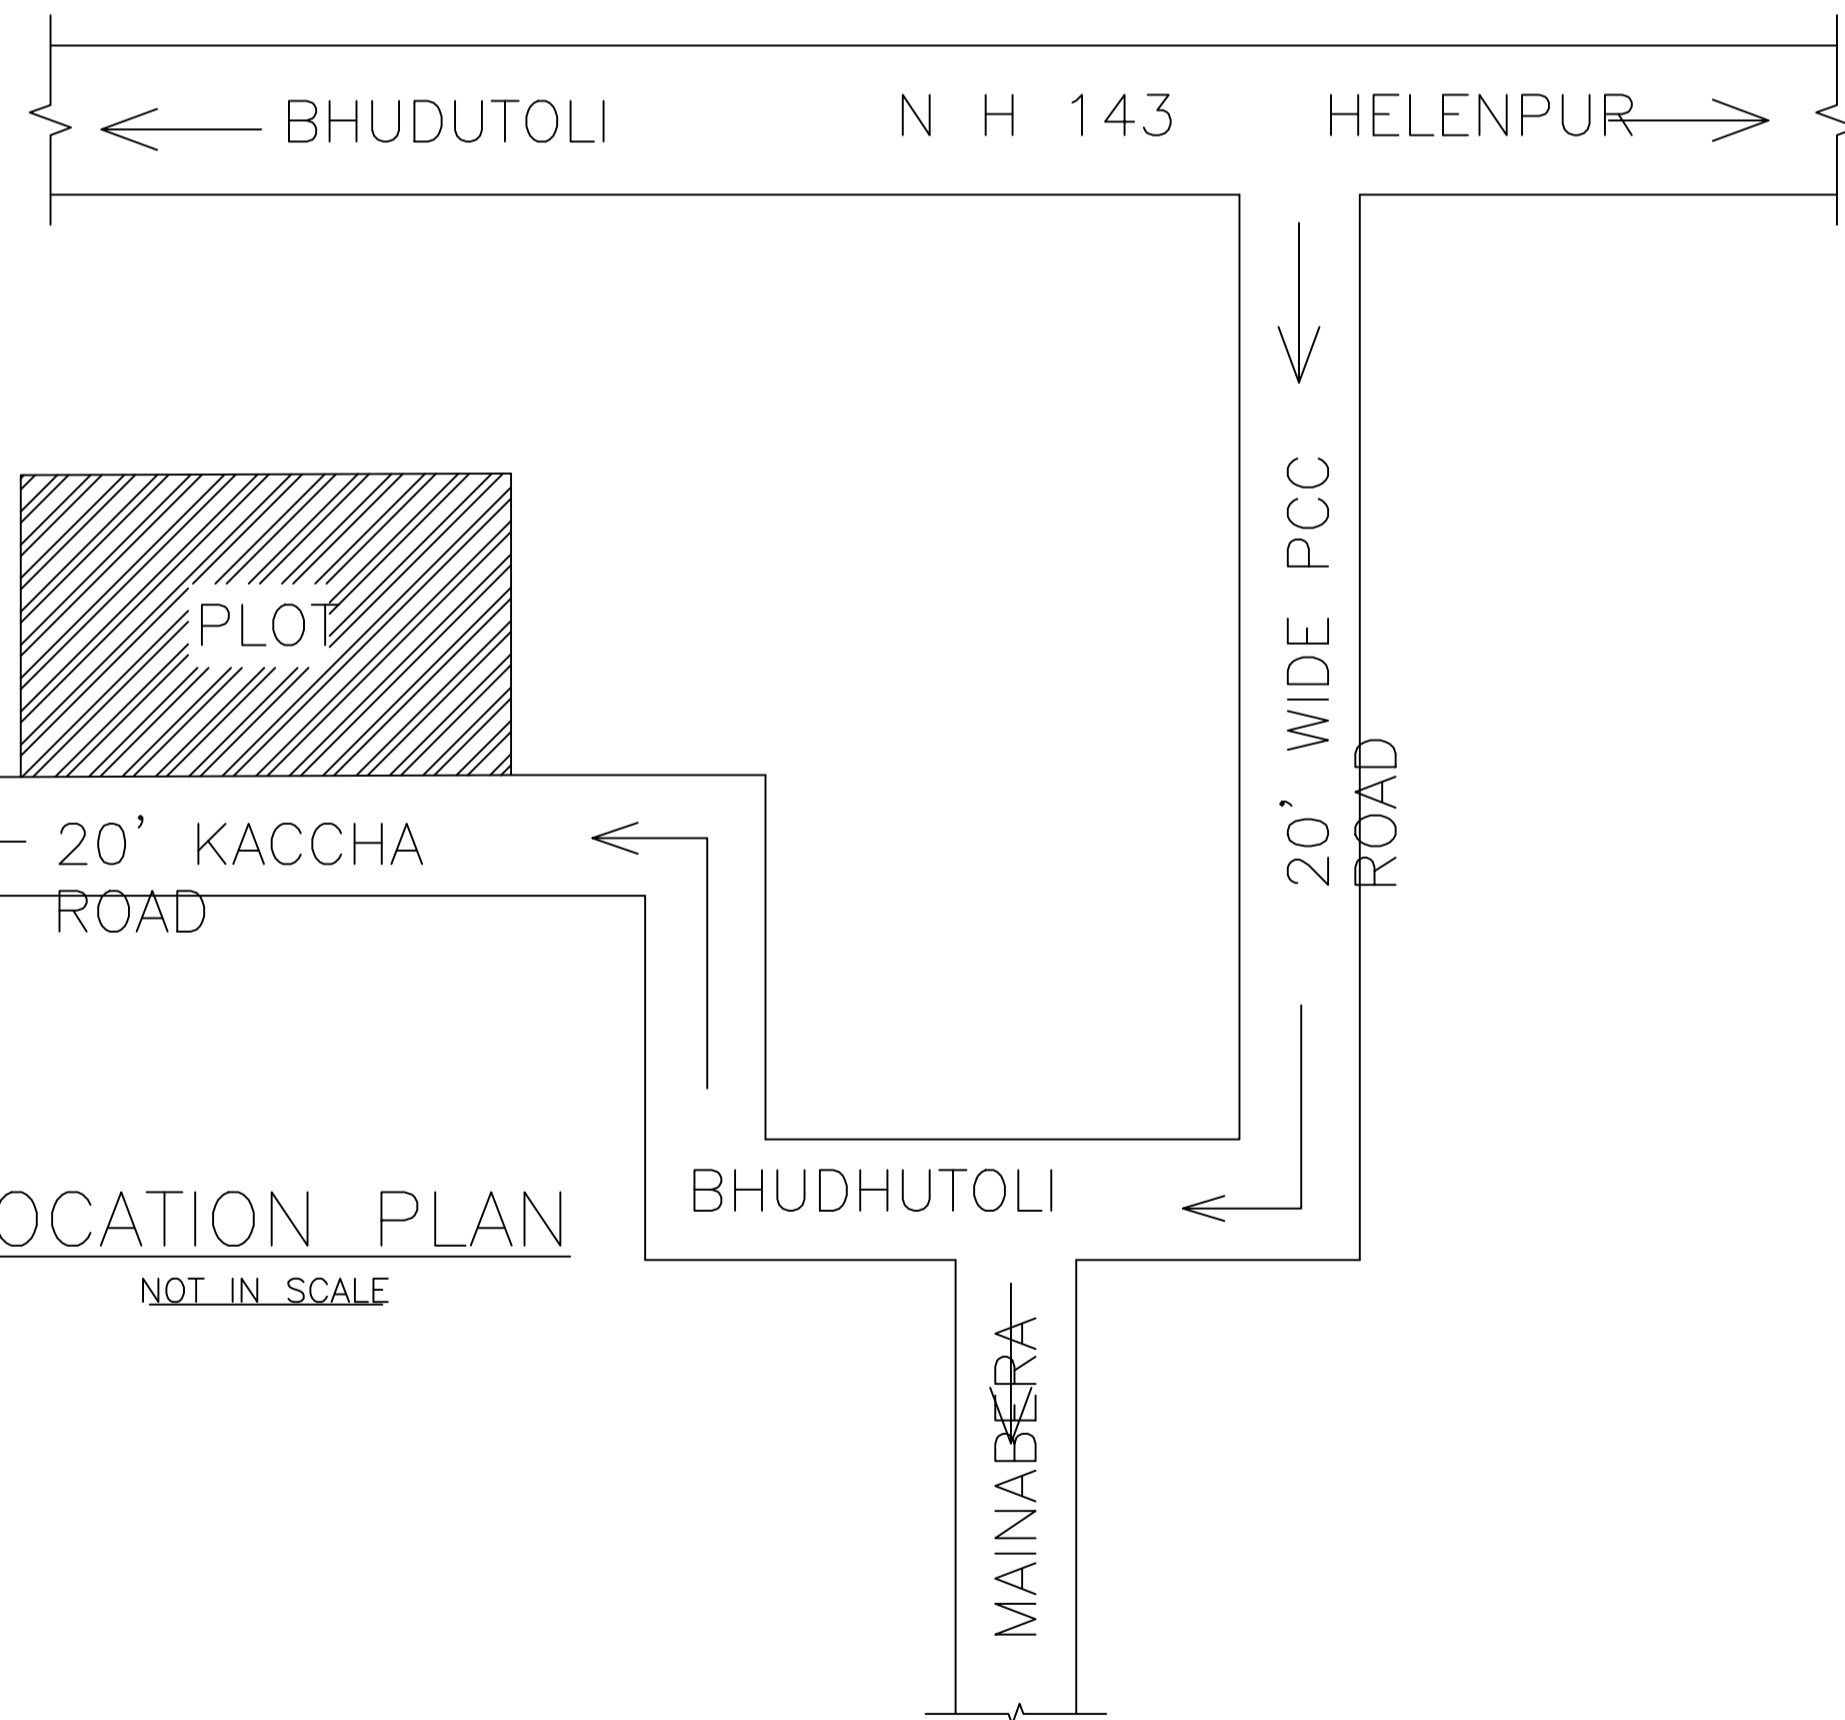 BHUDUTOLI N H 143 HELENPUR
20' WIDE PCC
ROAD
PLOT
20' KACCHA
ROAD
BHUDHUTOLI
OCATION PLAN
NOT IN SCALE
MAINABERA